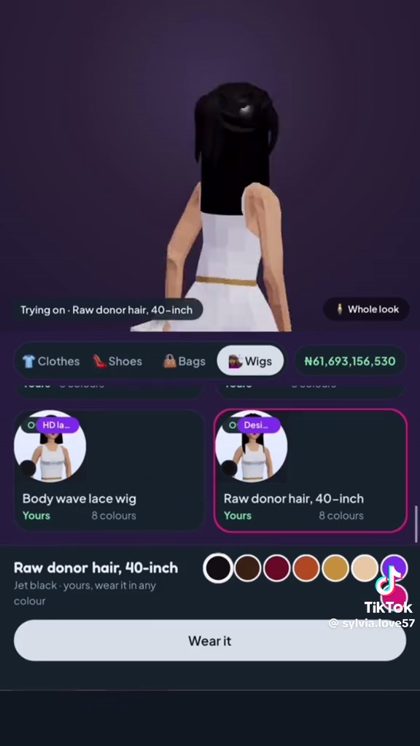 Trying on · Raw donor hair, 40-inch
Whole look
Clothes
Shoes
Bags
Wigs
₦61,693,156,530
HD la...
Body wave lace wig
Yours
8 colours
Desi...
Raw donor hair, 40-inch
Yours
8 colours
Raw donor hair, 40-inch
Jet black · yours, wear it in any
colour
TikTok
@ sylvia.love57
Wear it